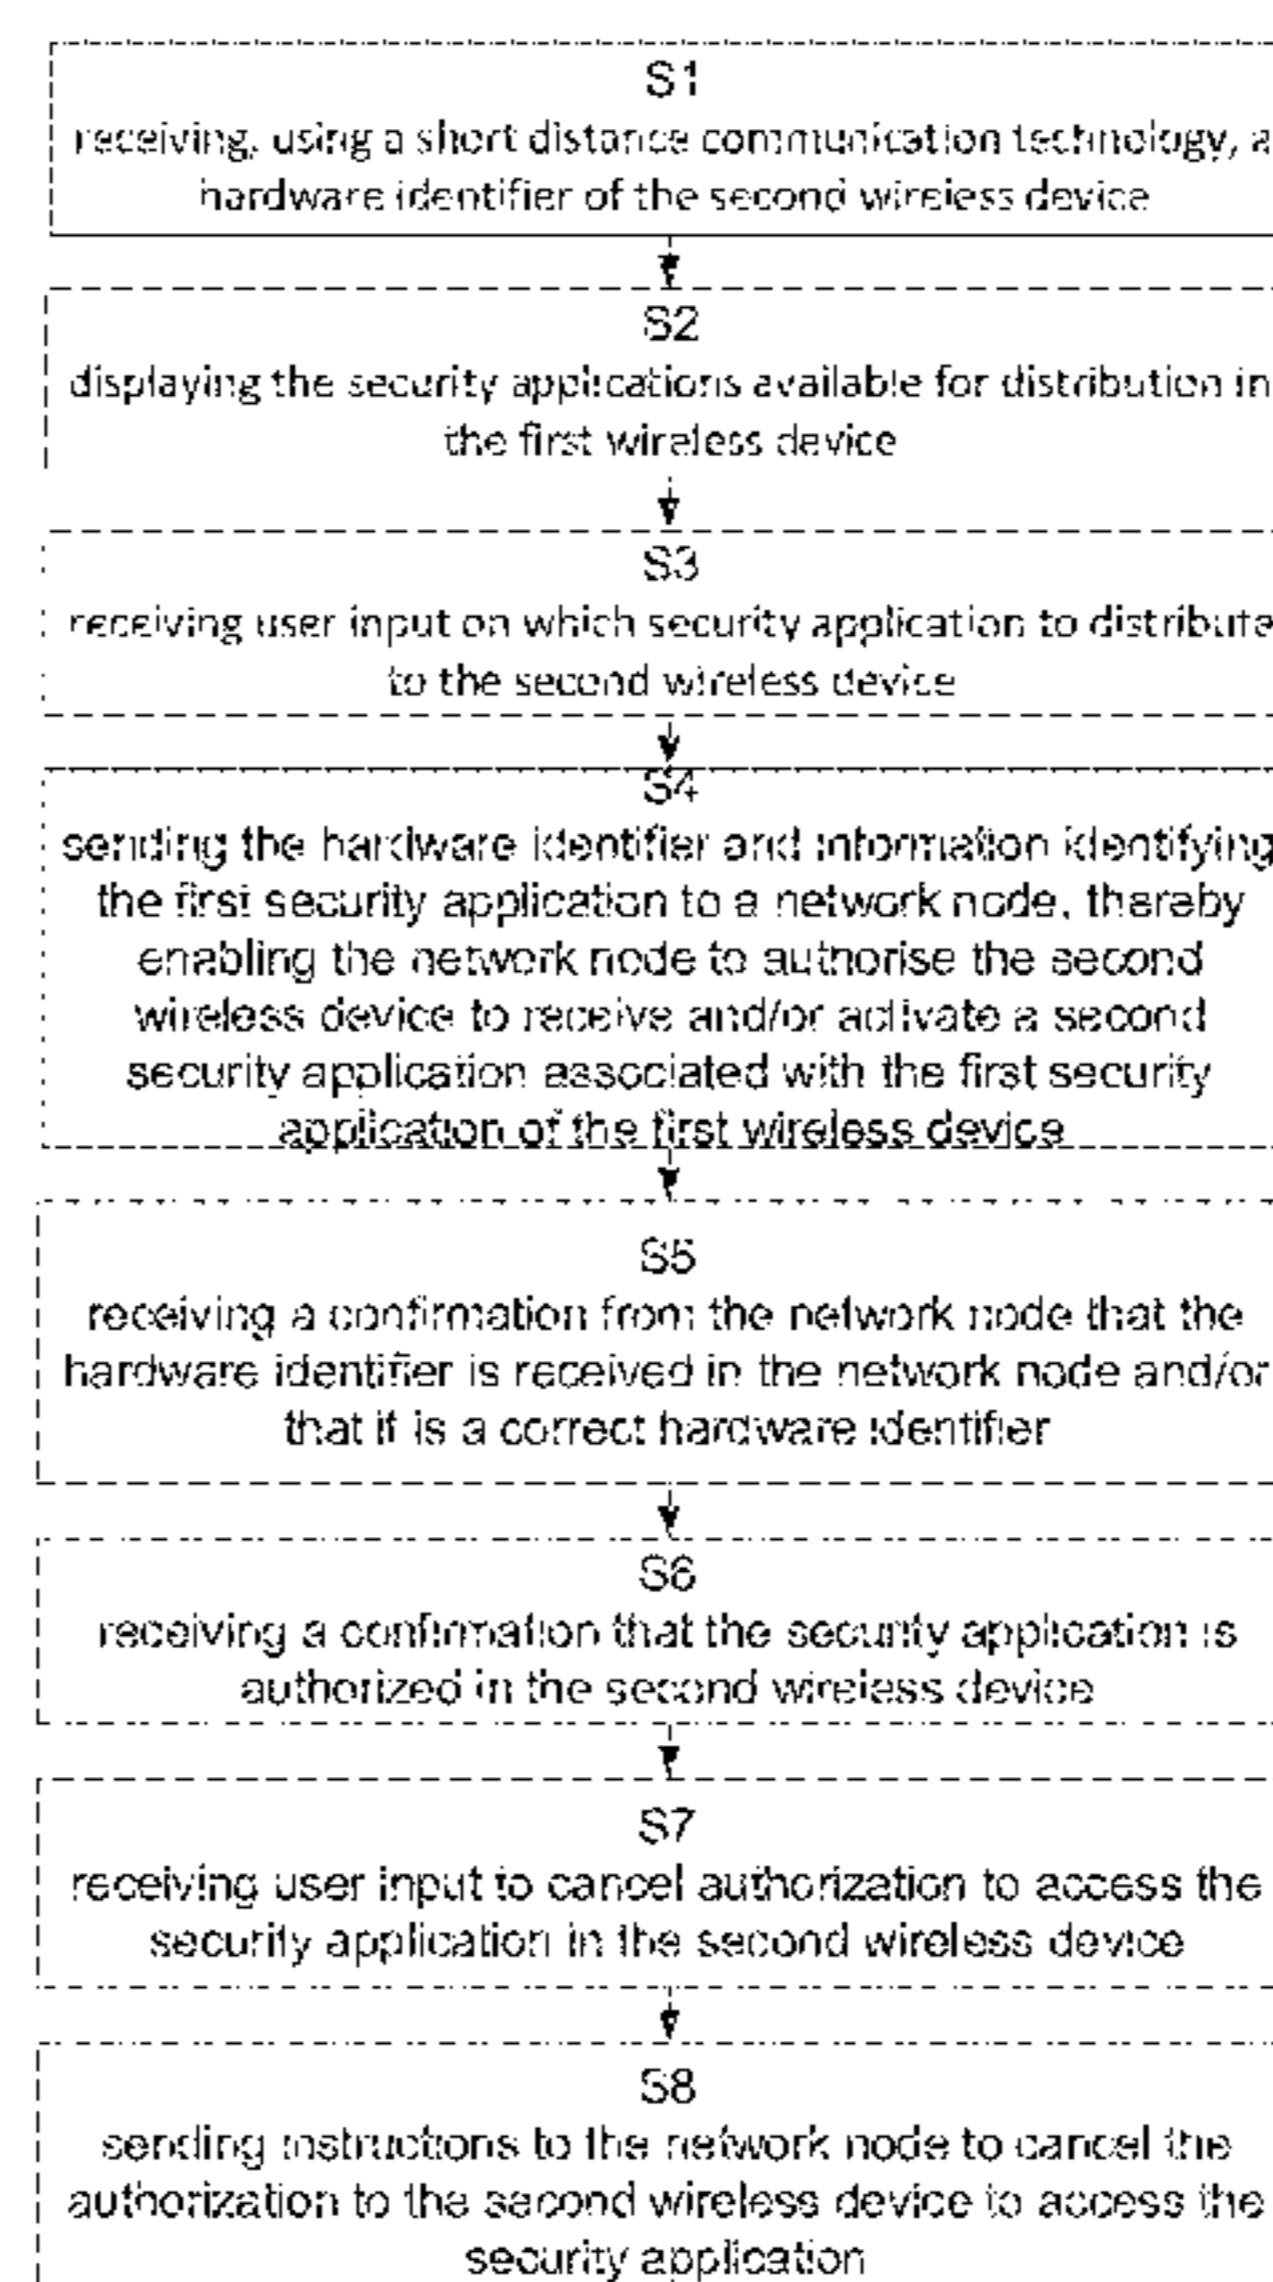 S1
receiving, using a short distance communication technology, a
hardware identifier of the second wireless device
S2
displaying the security applications available for distribution in
the first wireless device
S3
receiving user input on which security application to distribute
to the second wireless device
S4
sending the hardware identifier and information identifying
the first security application to a network node, thereby
enabling the network node to authorise the second
wireless device to receive and/or activate a second
security application associated with the first security
application of the first wireless device
S5
receiving a confirmation from the network node that the
hardware identifier is received in the network node and/or
that if is a correct hardware identifier
S6
receiving a confirmation that the security application is
authorized in the second wireless device
S7
receiving user input to cancel authorization to access the
security application in the second wireless device
S8
sending instructions to the network node to cancel the
authorization to the second wireless device to access the
security application